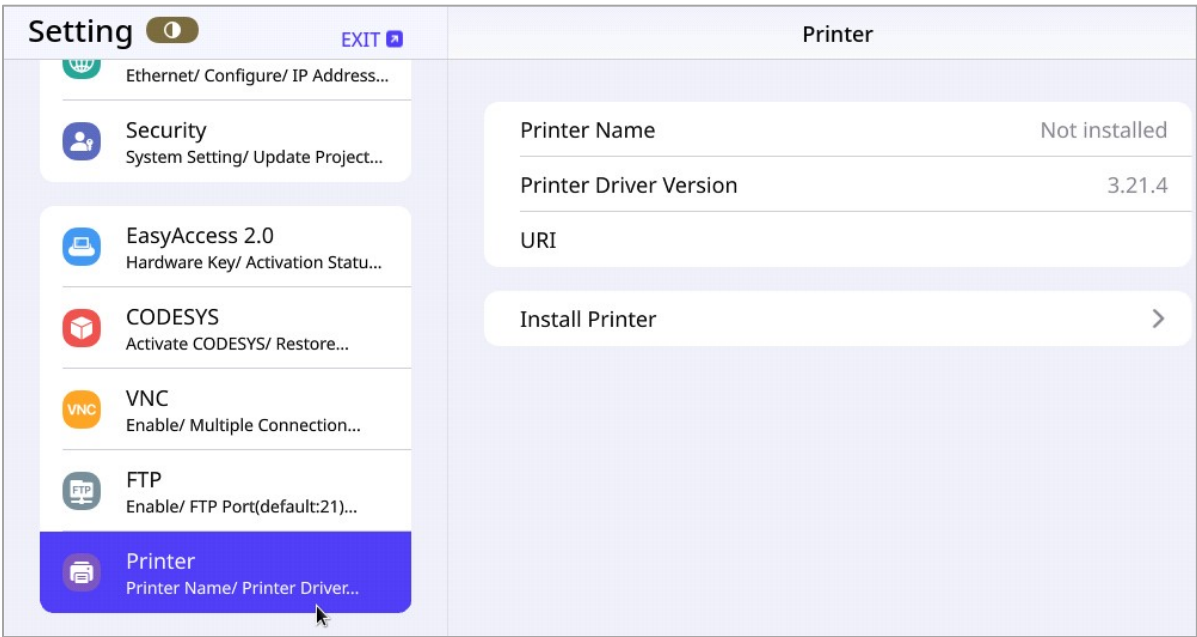 Setting
EXIT
Printer
Ethernet/ Configure/ IP Address...
Security
System Setting/ Update Project...
EasyAccess 2.0
Hardware Key/ Activation Statu...
CODESYS
Activate CODESYS/ Restore...
VNC
VNC
Enable/ Multiple Connection...
FTP
FTP
Enable/ FTP Port(default:21)...
Printer
Printer Name/ Printer Driver...
Printer Name Not installed
Printer Driver Version 3.21.4
URI
Install Printer